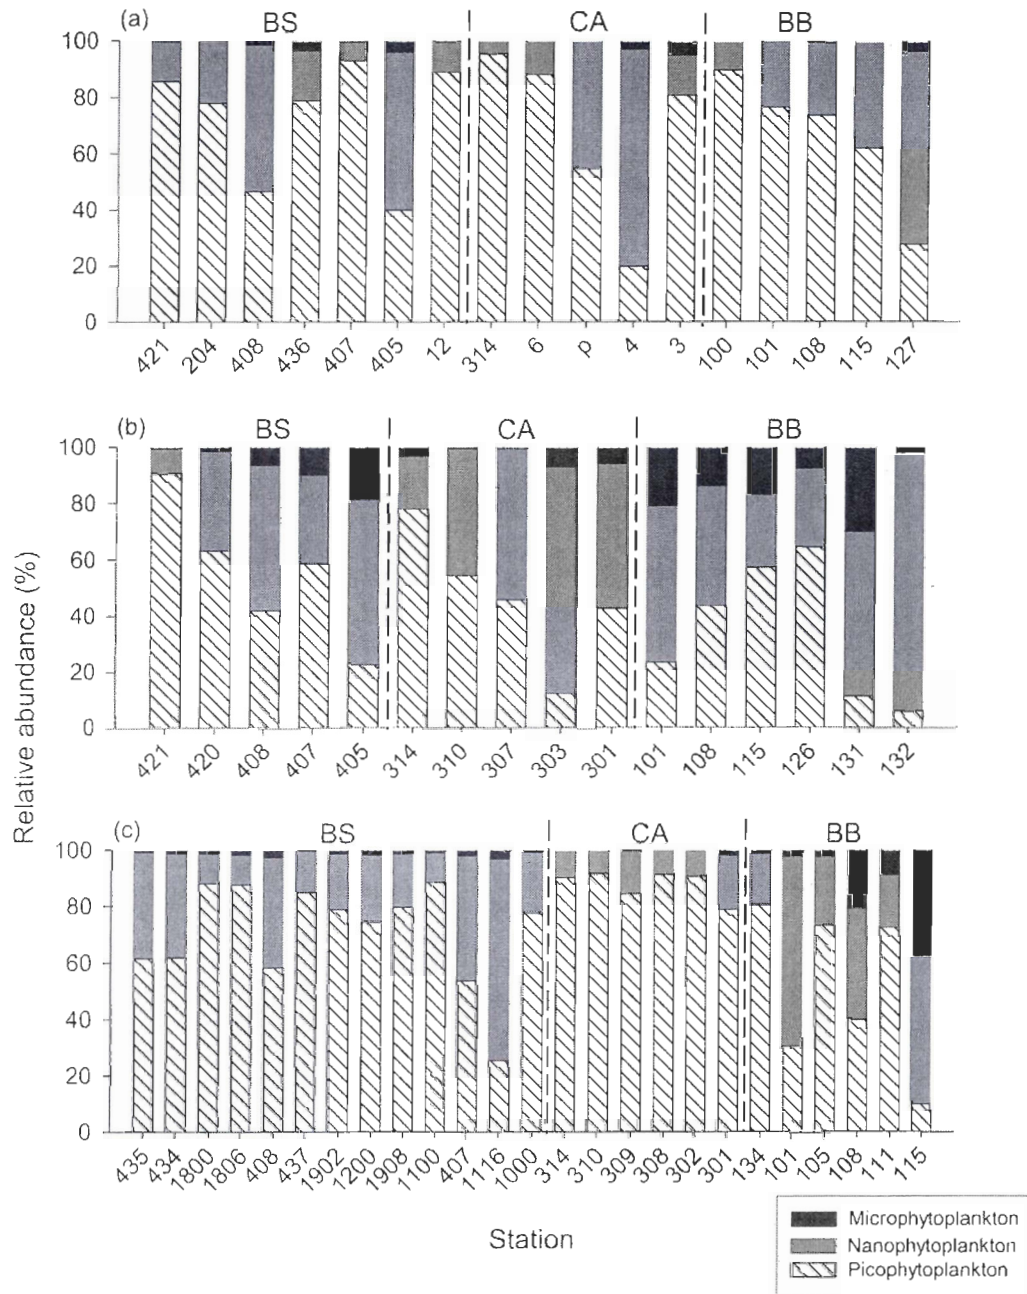 (a) BS CA BB
100
80
60
40
20
0
421 204 408 436 407 405 12 314 6 p 4 3 100 101 108 115 127
(b) BS CA BB
100
80
60
40
20
0
421 420 408 407 405 314 310 307 303 301 101 108 115 126 131 132
Relative abundance (%)
(c) BS CA BB
100
80
60
40
20
0
435 434 1800 1806 408 437 1902 1200 1908 1100 407 1116 1000 314 310 309 308 302 301 134 101 105 108 111 115
Station
Microphytoplankton
Nanophytoplankton
Picophytoplankton